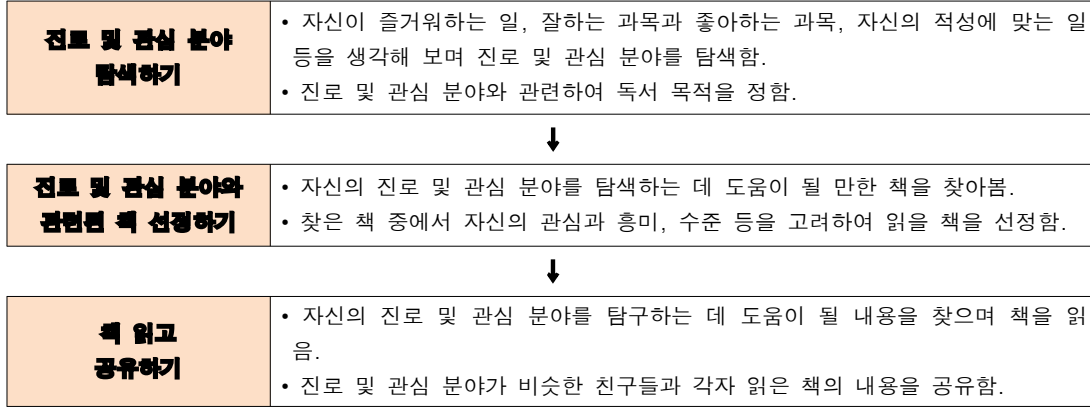 진로 및 관심 분야
탐색하기
• 자신이 즐거워하는 일, 잘하는 과목과 좋아하는 과목, 자신의 적성에 맞는 일
등을 생각해 보며 진로 및 관심 분야를 탐색함.
• 진로 및 관심 분야와 관련하여 독서 목적을 정함.
↓
진로 및 관심 분야와
관련된 책 선정하기
• 자신의 진로 및 관심 분야를 탐색하는 데 도움이 될 만한 책을 찾아봄.
• 찾은 책 중에서 자신의 관심과 흥미, 수준 등을 고려하여 읽을 책을 선정함.
↓
책 읽고
공유하기
• 자신의 진로 및 관심 분야를 탐구하는 데 도움이 될 내용을 찾으며 책을 읽
음.
• 진로 및 관심 분야가 비슷한 친구들과 각자 읽은 책의 내용을 공유함.